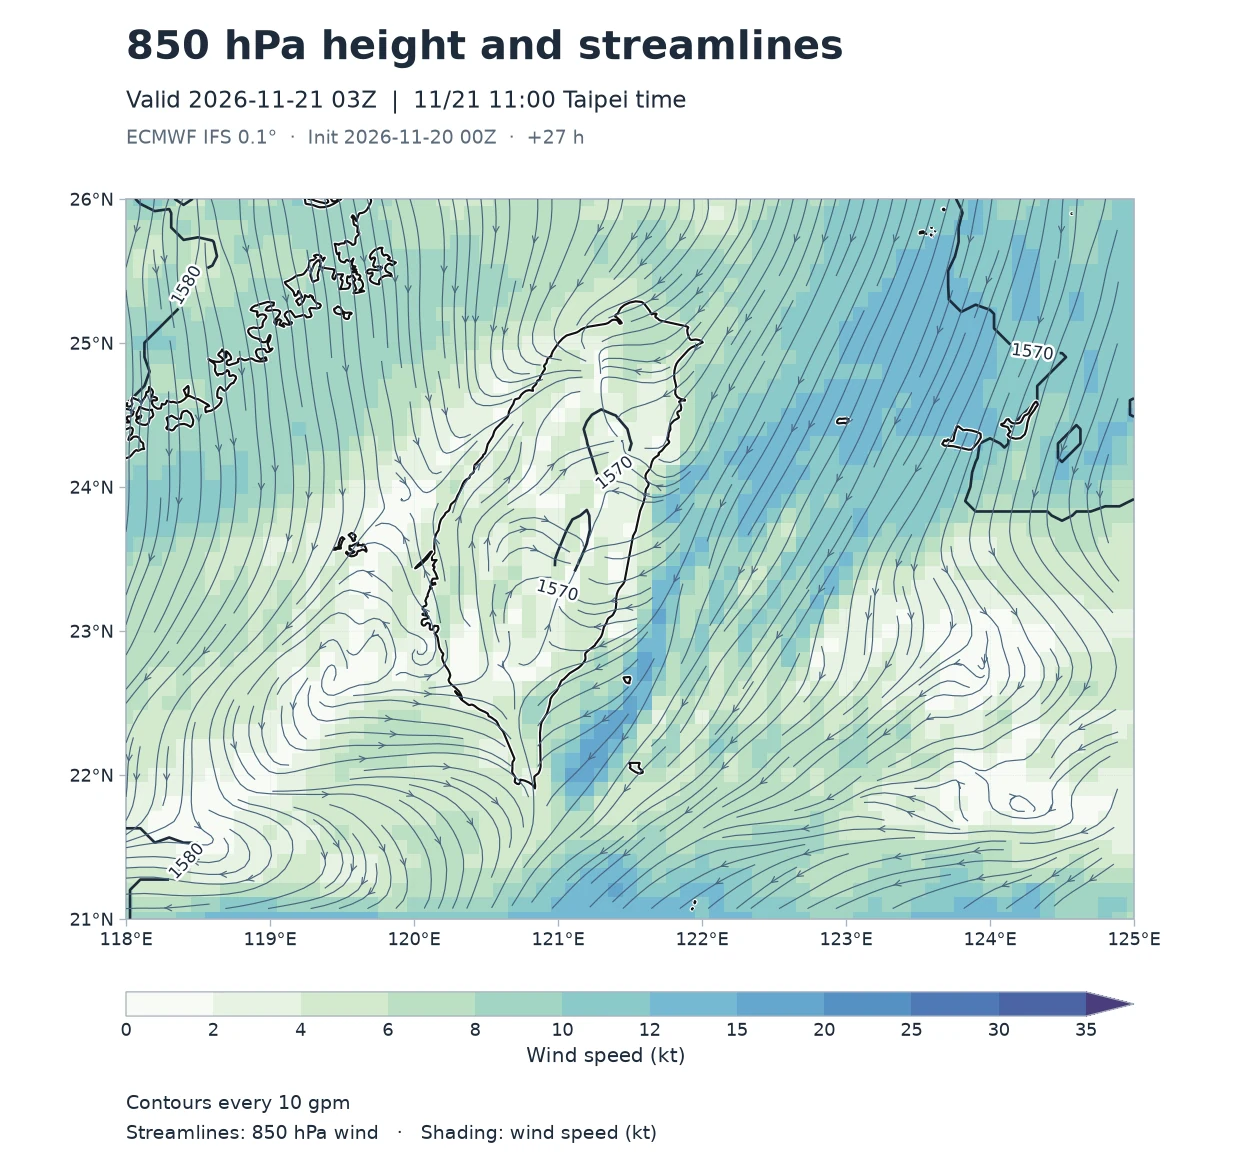 850 hPa height and streamlines
Valid 2026-11-21 03Z | 11/21 11:00 Taipei time
ECMWF IFS 0.1° · Init 2026-11-20 00Z · +27 h
26°N
1580
25°N
1570
1570
24°N
1570
23°N
22°N
1580
21°N
118°E 119°E 120°E 121°E 122°E 123°E 124°E 125°E
0 2 4 6 8 10 12 15 20 25 30 35
Wind speed (kt)
Contours every 10 gpm
Streamlines: 850 hPa wind · Shading: wind speed (kt)